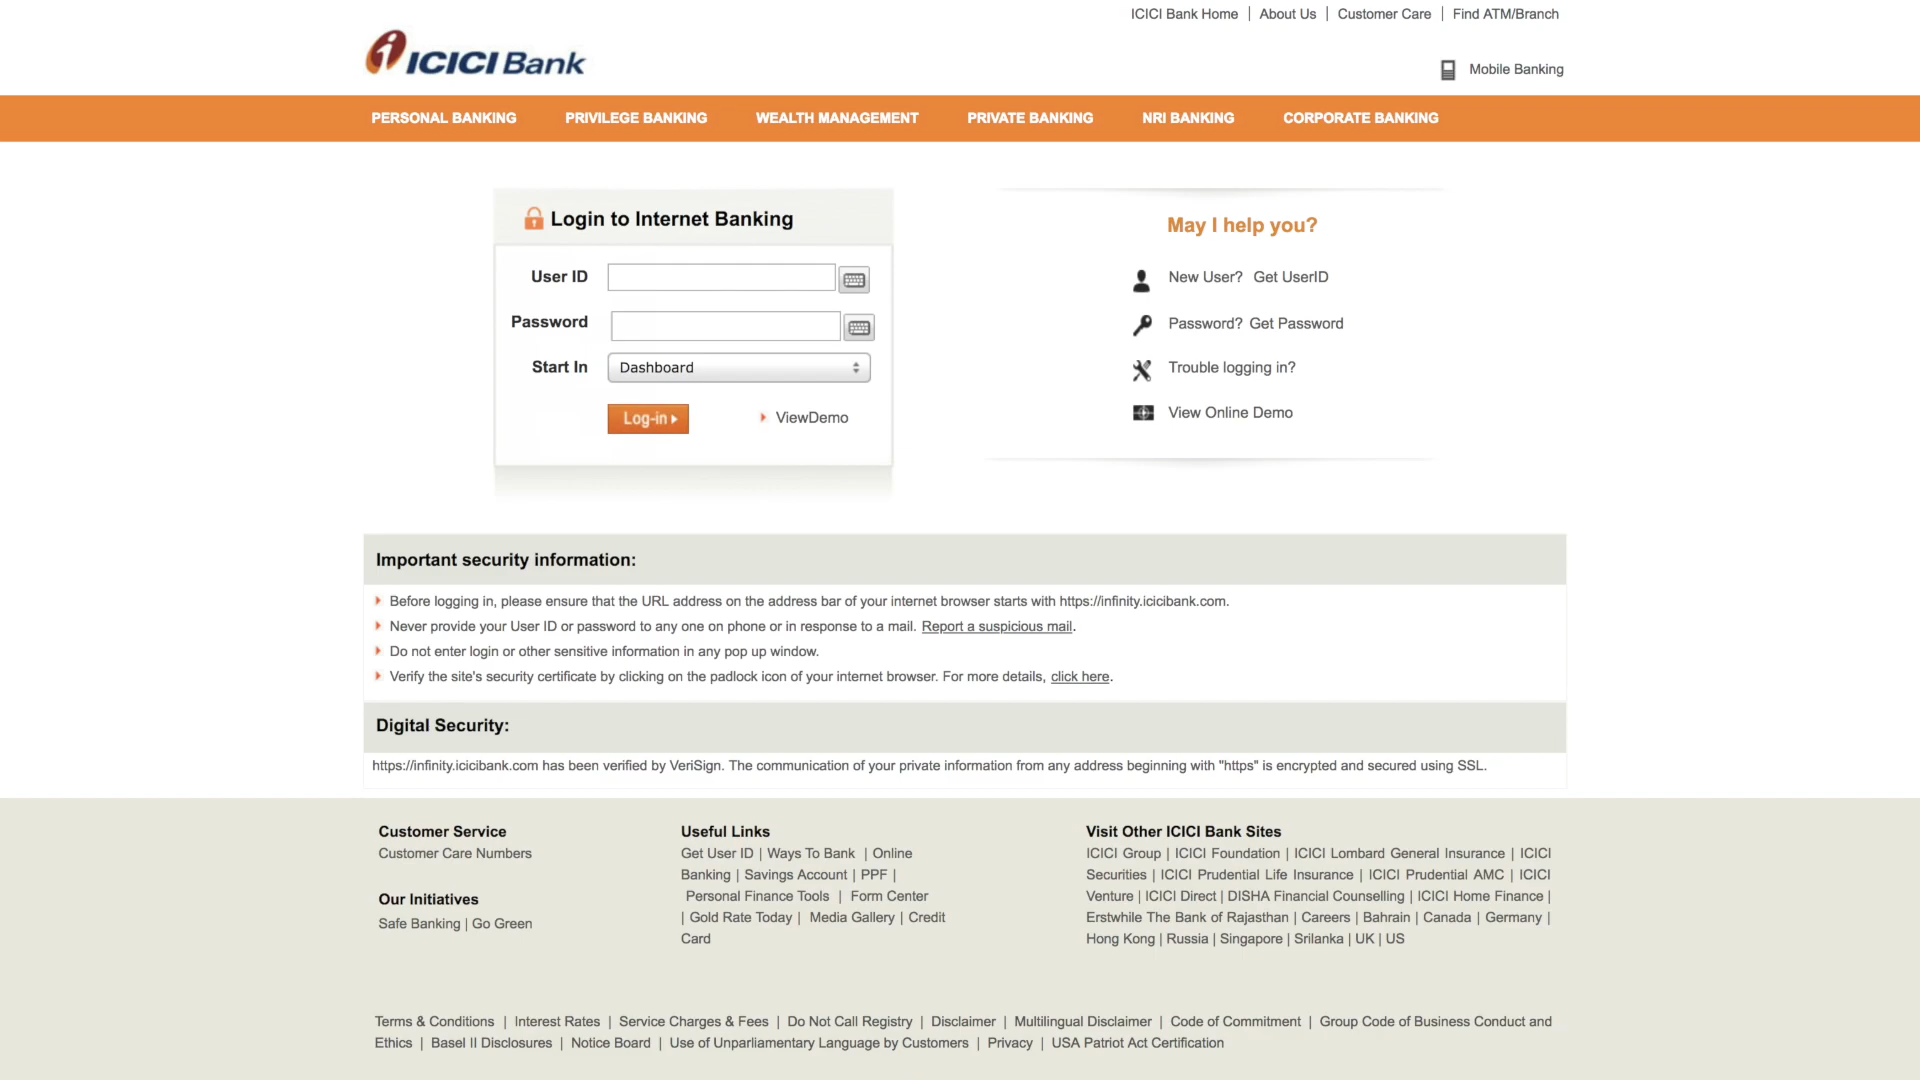 ICICI Bank Home | About Us | Customer Care | Find ATM/Branch
ICICI Bank
Mobile Banking
PERSONAL BANKING PRIVILEGE BANKING WEALTH MANAGEMENT PRIVATE BANKING NRI BANKING CORPORATE BANKING
Login to Internet Banking
User ID
Password
Start In Dashboard
Log-in ViewDemo
May I help you?
New User? Get UserID
Password? Get Password
Trouble logging in?
View Online Demo
Important security information:
Before logging in, please ensure that the URL address on the address bar of your internet browser starts with https://infinity.icicibank.com.
Never provide your User ID or password to any one on phone or in response to a mail. Report a suspicious mail.
Do not enter login or other sensitive information in any pop up window.
Verify the site's security certificate by clicking on the padlock icon of your internet browser. For more details, click here.
Digital Security:
https://infinity.icicibank.com has been verified by VeriSign. The communication of your private information from any address beginning with "https" is encrypted and secured using SSL.
Customer Service
Customer Care Numbers
Our Initiatives
Safe Banking | Go Green
Useful Links
Get User ID | Ways To Bank | Online
Banking | Savings Account | PPF |
Personal Finance Tools | Form Center
| Gold Rate Today | Media Gallery | Credit
Card
Visit Other ICICI Bank Sites
ICICI Group | ICICI Foundation | ICICI Lombard General Insurance | ICICI
Securities | ICICI Prudential Life Insurance | ICICI Prudential AMC | ICICI
Venture | ICICI Direct | DISHA Financial Counselling | ICICI Home Finance |
Erstwhile The Bank of Rajasthan | Careers | Bahrain | Canada | Germany |
Hong Kong | Russia | Singapore | Srilanka | UK | US
Terms & Conditions | Interest Rates | Service Charges & Fees | Do Not Call Registry | Disclaimer | Multilingual Disclaimer | Code of Commitment | Group Code of Business Conduct and
Ethics | Basel II Disclosures | Notice Board | Use of Unparliamentary Language by Customers | Privacy | USA Patriot Act Certification